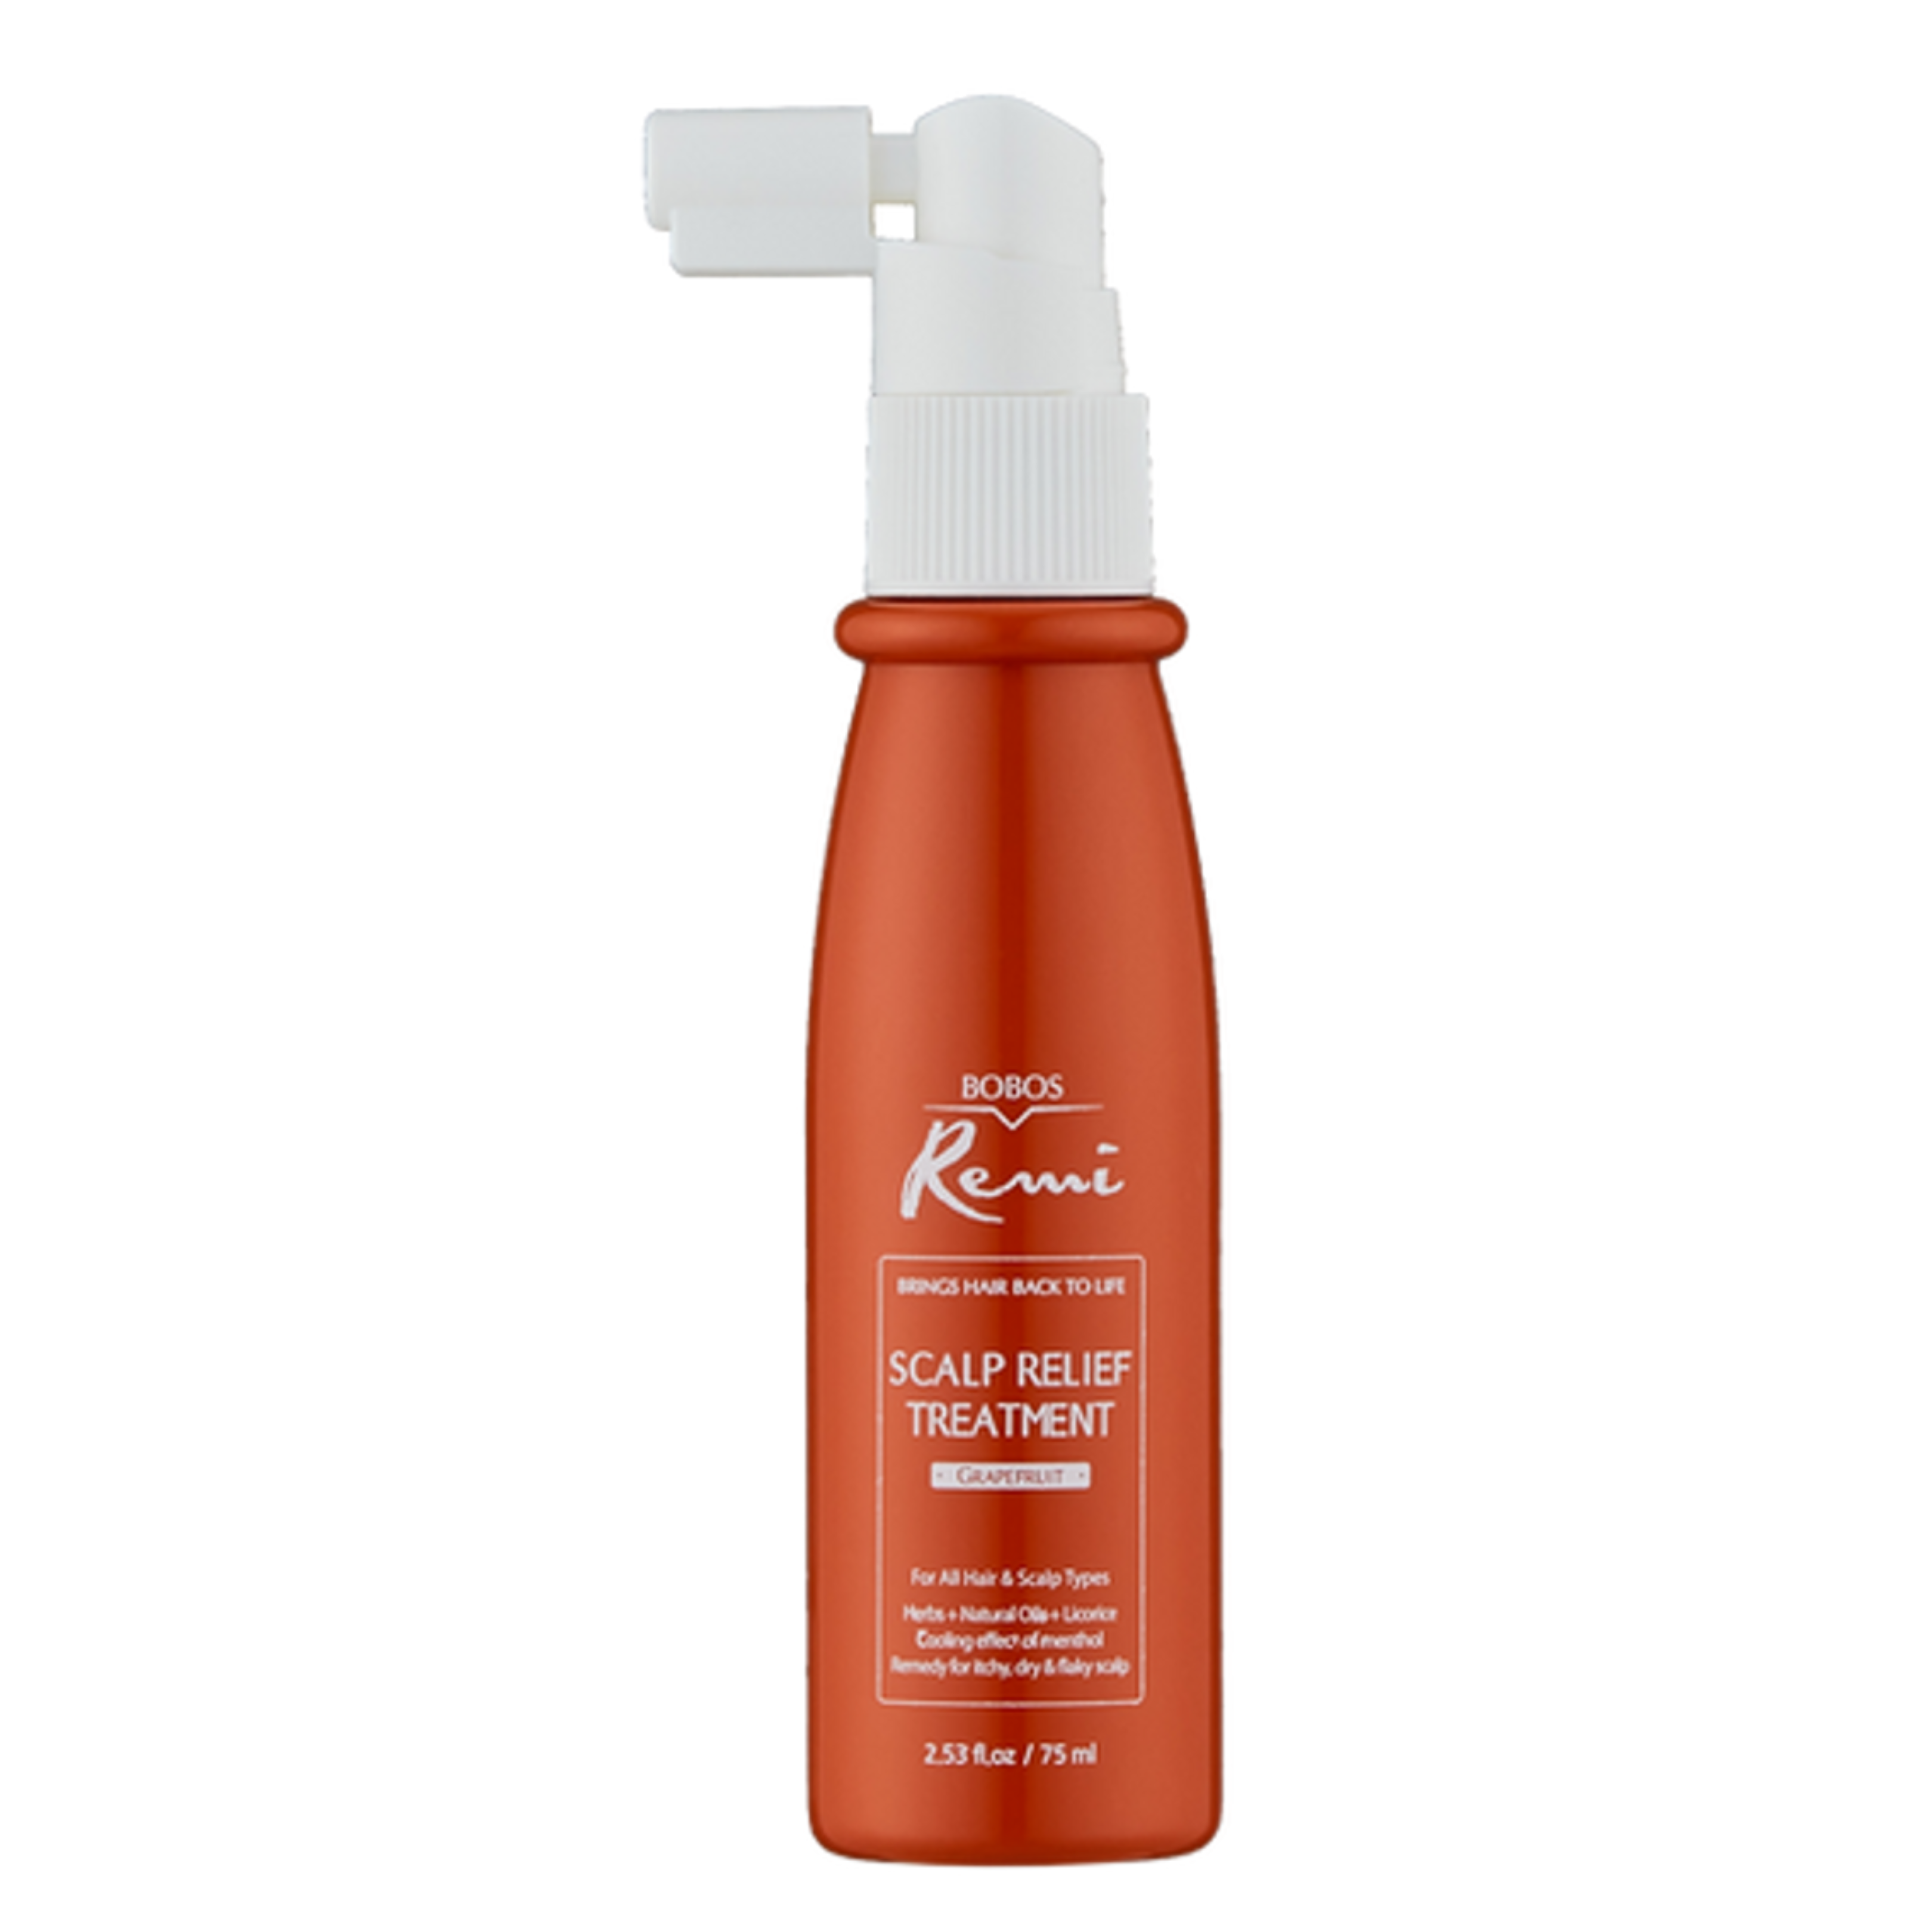 BOBOS
Remi
BRINGS HAIR BACK TO LIFE
SCALP RELIEF
TREATMENT
· GRAPEFRUIT ·
For All Hair & Scalp Types
Herbs + Natural Oils + Licorice
Cooling effect of menthol
Remedy for itchy, dry & flaky scalp
2.53 fl.oz / 75 ml